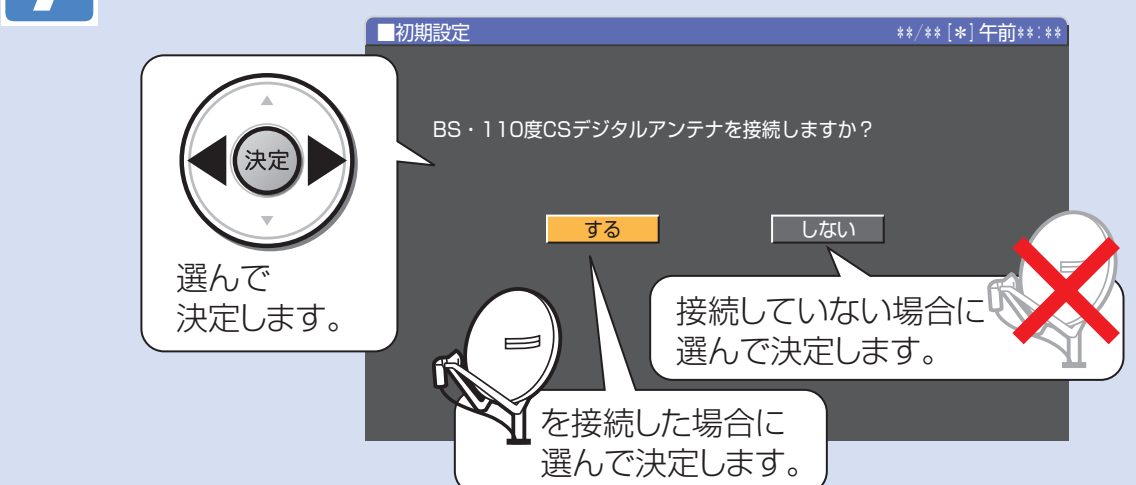 ■初期設定 **/** [*] 午前**:**
BS・110度CSデジタルアンテナを接続しますか？
決定
する
しない
選んで
決定します。
接続していない場合に
選んで決定します。
を接続した場合に
選んで決定します。